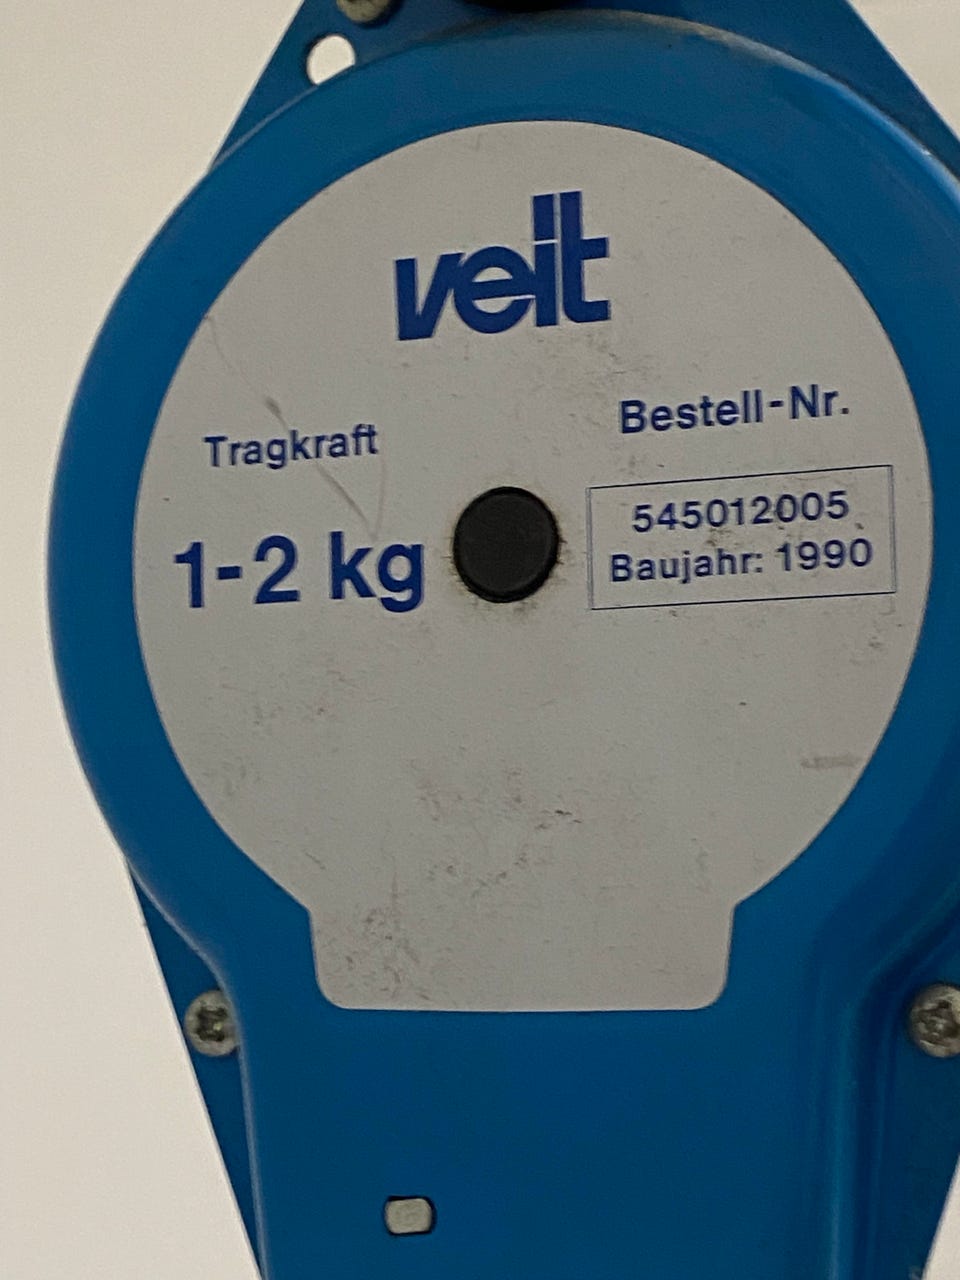 veit
Tragkraft
1-2 kg
Bestell-Nr.
545012005
Baujahr: 1990